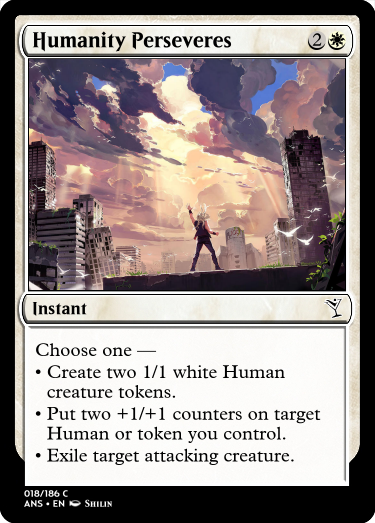 Humanity Perseveres 2
Instant
Choose one —
• Create two 1/1 white Human
creature tokens.
• Put two +1/+1 counters on target
Human or token you control.
• Exile target attacking creature.
018/186 C
ANS • EN Shilin